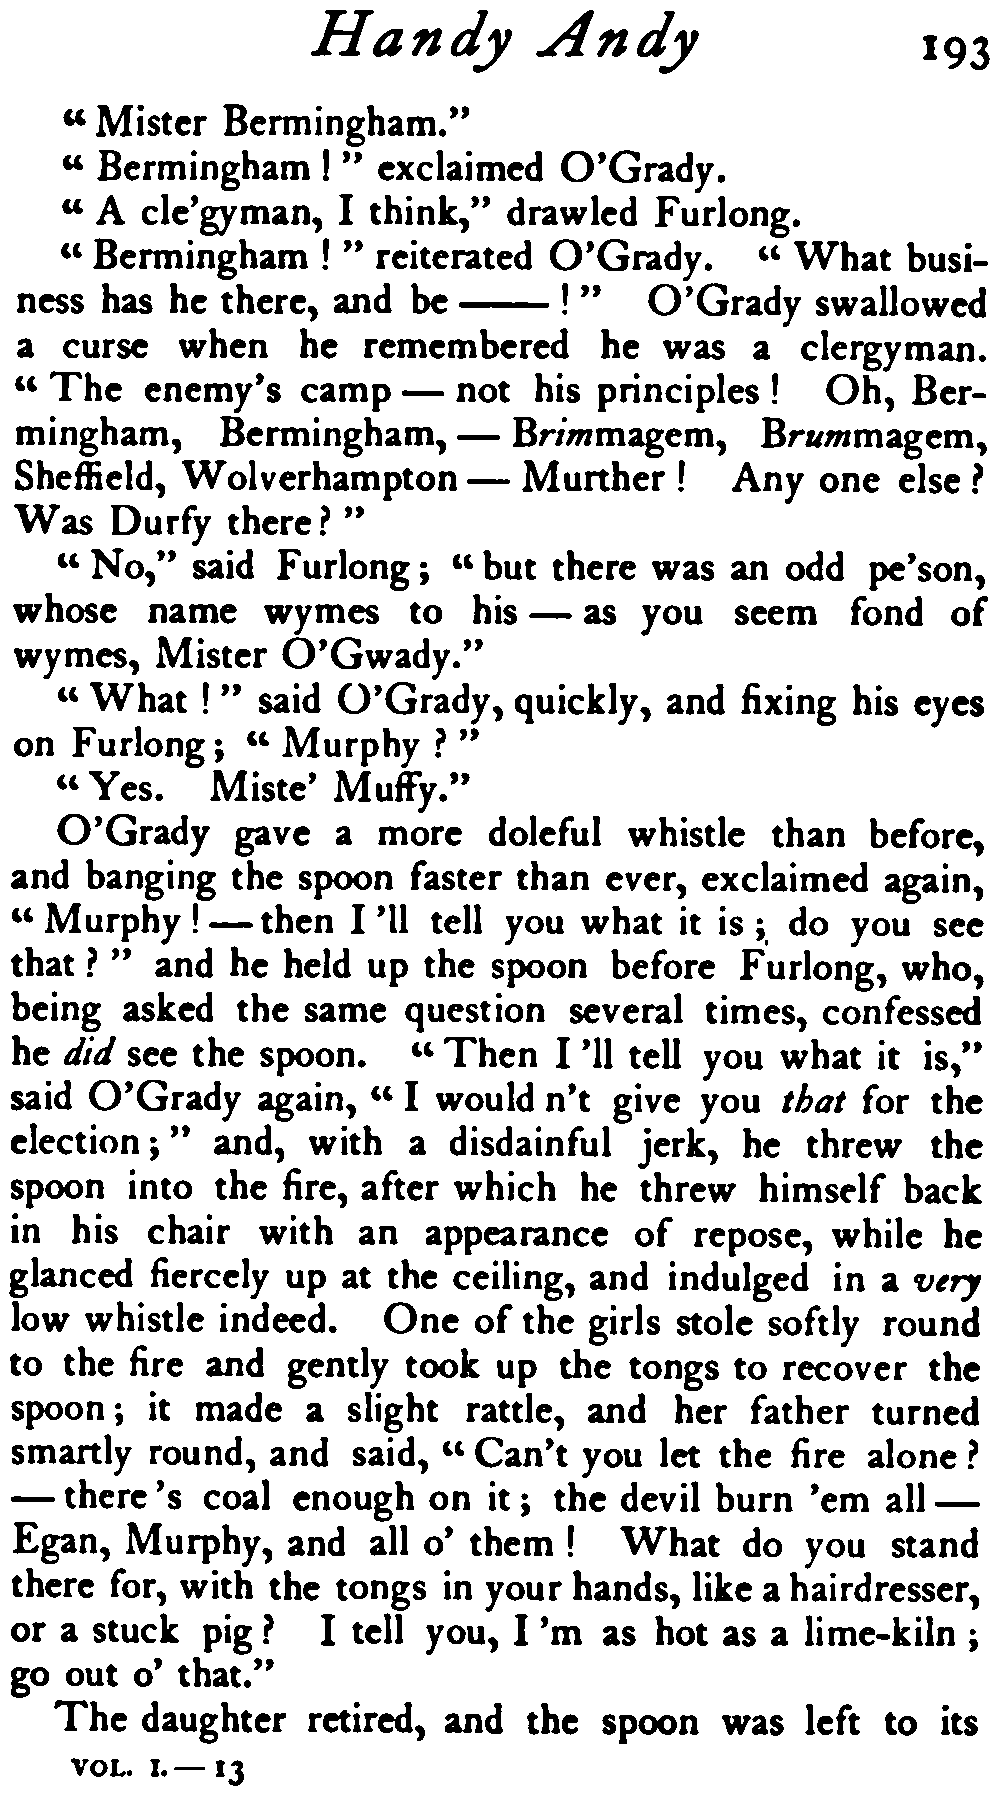 Handy Andy 193
“ Mister Bermingham.”
“ Bermingham ! ” exclaimed O’Grady.
“ A cle’gyman, I think,” drawled Furlong.
“ Bermingham ! ” reiterated O’Grady. “ What busi-
ness has he there, and be —— ! ” O’Grady swallowed
a curse when he remembered he was a clergyman.
“ The enemy’s camp — not his principles ! Oh, Ber-
mingham, Bermingham, — Brimmagem, Brummagem,
Sheffield, Wolverhampton — Murther ! Any one else ?
Was Durfy there ? ”
“ No,” said Furlong ; “ but there was an odd pe’son,
whose name wymes to his — as you seem fond of
wymes, Mister O’Gwady.”
“ What ! ” said O’Grady, quickly, and fixing his eyes
on Furlong ; “ Murphy ? ”
“ Yes. Miste’ Muffy.”
O’Grady gave a more doleful whistle than before,
and banging the spoon faster than ever, exclaimed again,
“ Murphy ! — then I ’ll tell you what it is ; do you see
that ? ” and he held up the spoon before Furlong, who,
being asked the same question several times, confessed
he did see the spoon. “ Then I ’ll tell you what it is,”
said O’Grady again, “ I would n’t give you that for the
election ; ” and, with a disdainful jerk, he threw the
spoon into the fire, after which he threw himself back
in his chair with an appearance of repose, while he
glanced fiercely up at the ceiling, and indulged in a very
low whistle indeed. One of the girls stole softly round
to the fire and gently took up the tongs to recover the
spoon ; it made a slight rattle, and her father turned
smartly round, and said, “ Can’t you let the fire alone ?
— there ’s coal enough on it ; the devil burn ’em all —
Egan, Murphy, and all o’ them ! What do you stand
there for, with the tongs in your hands, like a hairdresser,
or a stuck pig ? I tell you, I ’m as hot as a lime-kiln ;
go out o’ that.”
The daughter retired, and the spoon was left to its
VOL. I. — 13